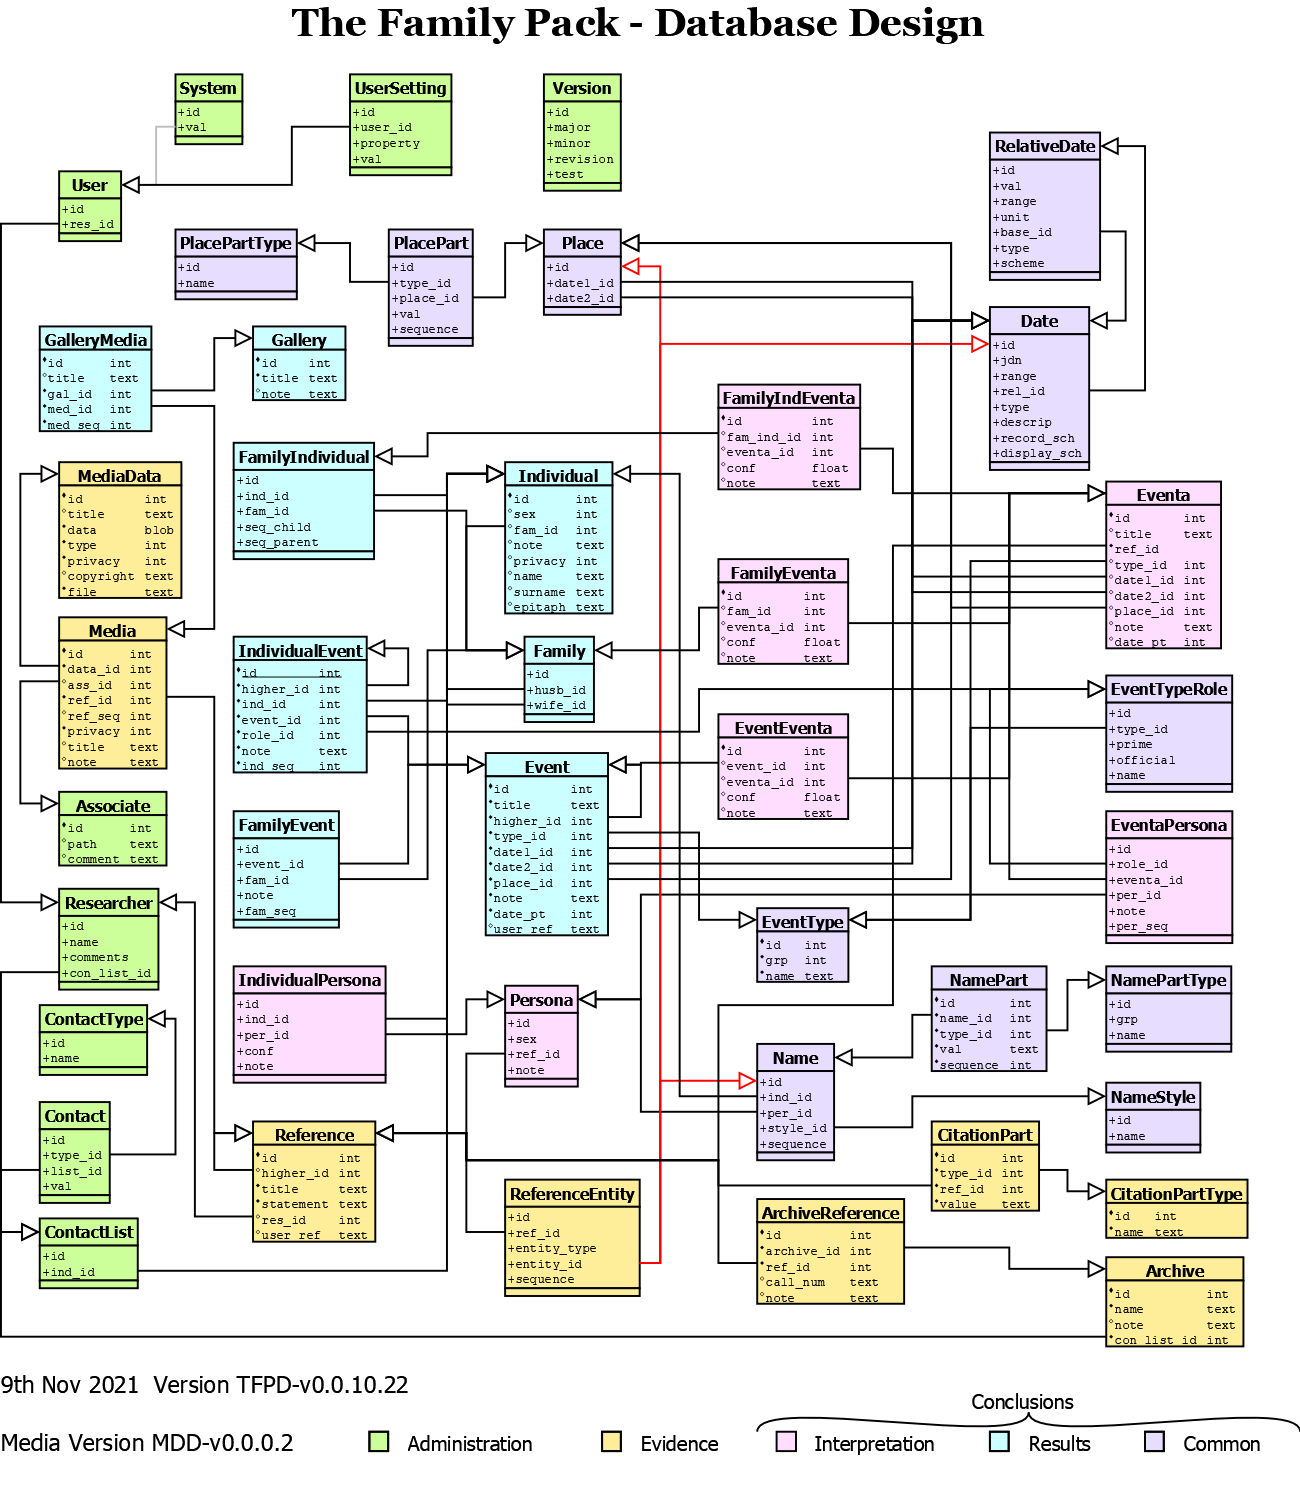 The Family Pack - Database Design
System
+id
+val
UserSetting
+id
+user_id
+property
+val
Version
+id
+major
+minor
+revision
+test
RelativeDate
+id
+val
+range
+unit
+base_id
+type
+scheme
User
+id
+res_id
PlacePartType
+id
+name
PlacePart
+id
+type_id
+place_id
+val
+sequence
Place
+id
+date1_id
+date2_id
Date
+id
+jdn
+range
+rel_id
+type
+descrip
+record_sch
+display_sch
GalleryMedia
id int
title text
gal_id int
med_id int
med_seq int
Gallery
id int
title text
note text
FamilyIndEventa
id int
fam_ind_id int
eventa_id int
conf float
note text
FamilyIndividual
+id
+ind_id
+fam_id
+seq_child
+seq_parent
Individual
id int
sex int
fam_id int
note text
privacy int
name text
surname text
epitaph text
MediaData
id int
title text
data blob
type int
privacy int
copyright text
file text
Eventa
id int
title text
ref_id
type_id int
date1_id int
date2_id int
place_id int
note text
date_pt int
FamilyEventa
id int
fam_id int
eventa_id int
conf float
note text
Media
id int
data_id int
ass_id int
ref_id int
ref_seq int
privacy int
title text
note text
IndividualEvent
id int
higher_id int
ind_id int
event_id int
role_id int
note text
ind_seq int
Family
+id
+husb_id
+wife_id
EventTypeRole
+id
+type_id
+prime
+official
+name
EventEventa
id int
event_id int
eventa_id int
conf float
note text
Event
id int
title text
higher_id int
type_id int
date1_id int
date2_id int
place_id int
note text
date_pt int
user_ref text
Associate
id int
path text
comment text
FamilyEvent
+id
+event_id
+fam_id
+note
+fam_seq
EventaPersona
+id
+role_id
+eventa_id
+per_id
+note
+per_seq
Researcher
+id
+name
+comments
+con_list_id
EventType
id int
grp int
name text
IndividualPersona
+id
+ind_id
+per_id
+conf
+note
Persona
+id
+sex
+ref_id
+note
NamePart
id int
name_id int
type_id int
val text
sequence int
NamePartType
+id
+grp
+name
ContactType
+id
+name
Name
+id
+ind_id
+per_id
+style_id
+sequence
NameStyle
+id
+name
Contact
+id
+type_id
+list_id
+val
Reference
id int
higher_id int
title text
statement text
res_id int
user_ref text
CitationPart
id int
type_id int
ref_id int
value text
ReferenceEntity
+id
+ref_id
+entity_type
+entity_id
+sequence
CitationPartType
id int
name text
ArchiveReference
id int
archive_id int
ref_id int
call_num text
note text
ContactList
+id
+ind_id
Archive
id int
name text
note text
con_list_id int
9th Nov 2021 Version TFPD-v0.0.10.22
Conclusions
Media Version MDD-v0.0.0.2
Administration
Evidence
Interpretation
Results
Common